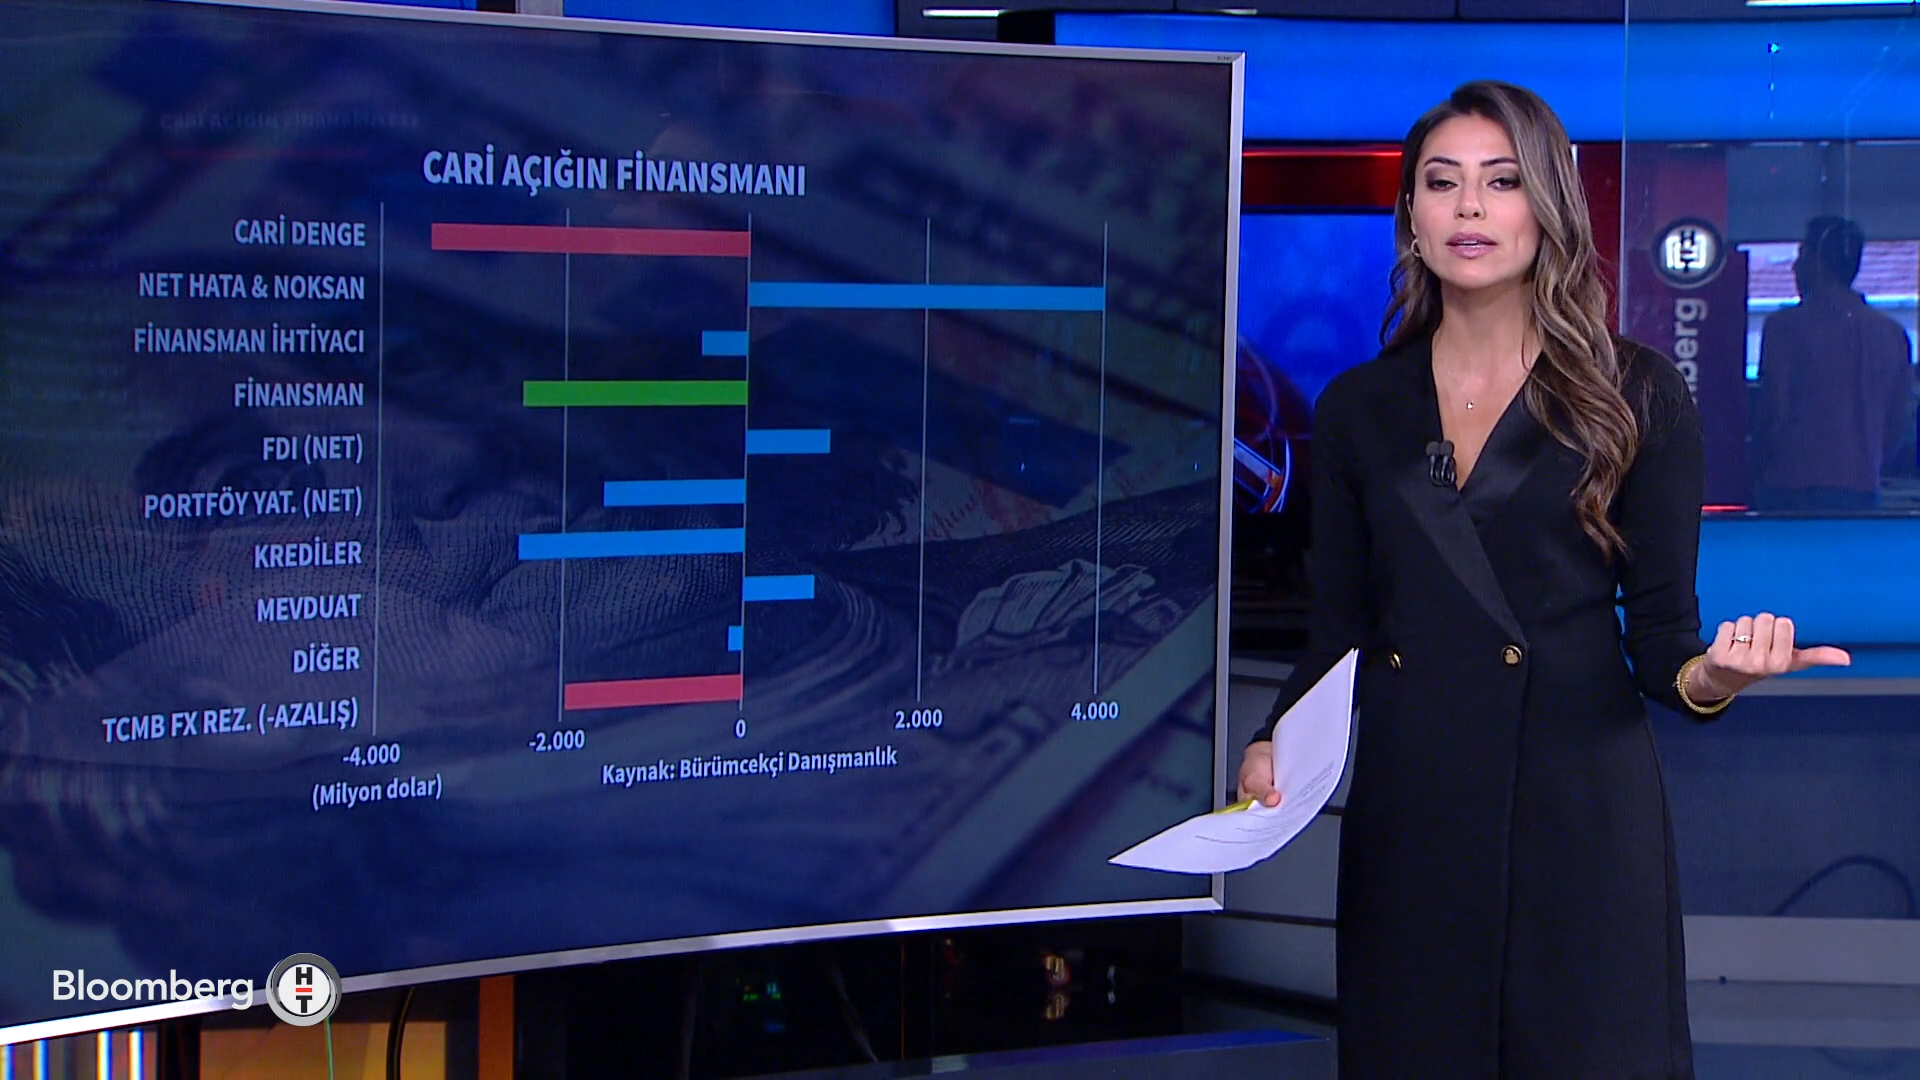 CARİ AÇIĞIN FİNANSMANI
CARİ DENGE
NET HATA & NOKSAN
FİNANSMAN İHTİYACI
FİNANSMAN
FDI (NET)
PORTFÖY YAT. (NET)
KREDİLER
MEVDUAT
DİĞER
TCMB FX REZ. (-AZALIŞ)
-4.000
-2.000
0
2.000
4.000
(Milyon dolar)
Kaynak: Bürümcekçi Danışmanlık
Bloomberg HT
HT